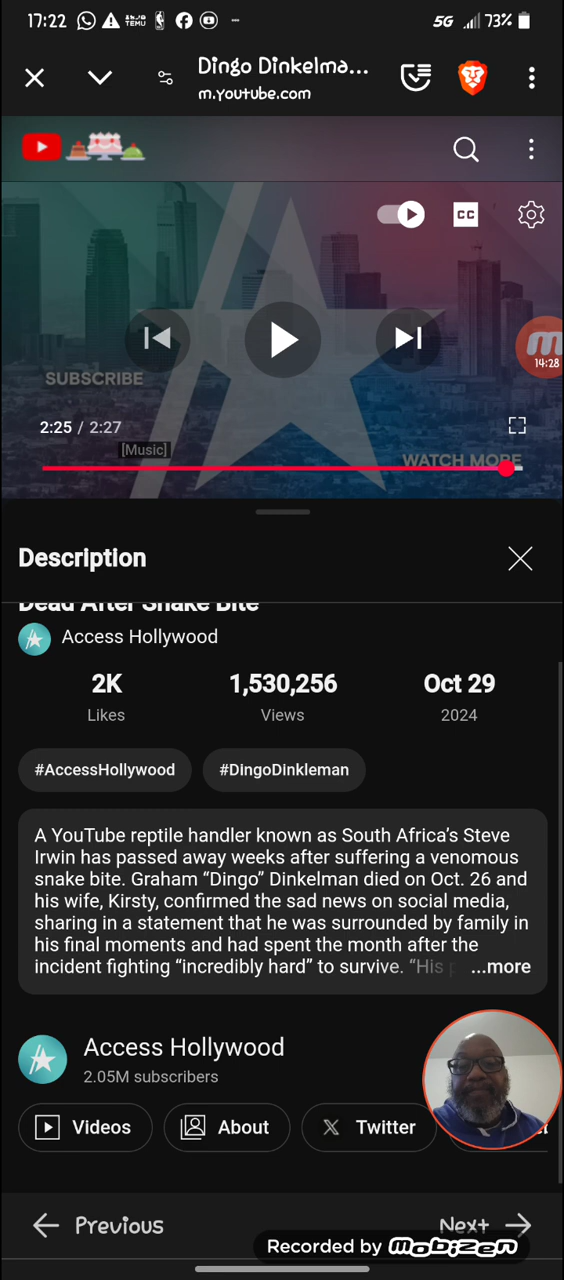 17:22
TEMU
5G
73%
Dingo Dinkelma...
m.youtube.com
CC
SUBSCRIBE
14:28
2:25 / 2:27
[Music]
WATCH MORE
Description
Dead After Snake Bite
Access Hollywood
2K
1,530,256
Oct 29
Likes
Views
2024
#AccessHollywood
#DingoDinkleman
A YouTube reptile handler known as South Africa's Steve
Irwin has passed away weeks after suffering a venomous
snake bite. Graham “Dingo” Dinkelman died on Oct. 26 and
his wife, Kirsty, confirmed the sad news on social media,
sharing in a statement that he was surrounded by family in
his final moments and had spent the month after the
incident fighting “incredibly hard” to survive. “His p ...more
Access Hollywood
2.05M subscribers
Videos
About
Twitter
Previous
Next
Recorded by Mobizen